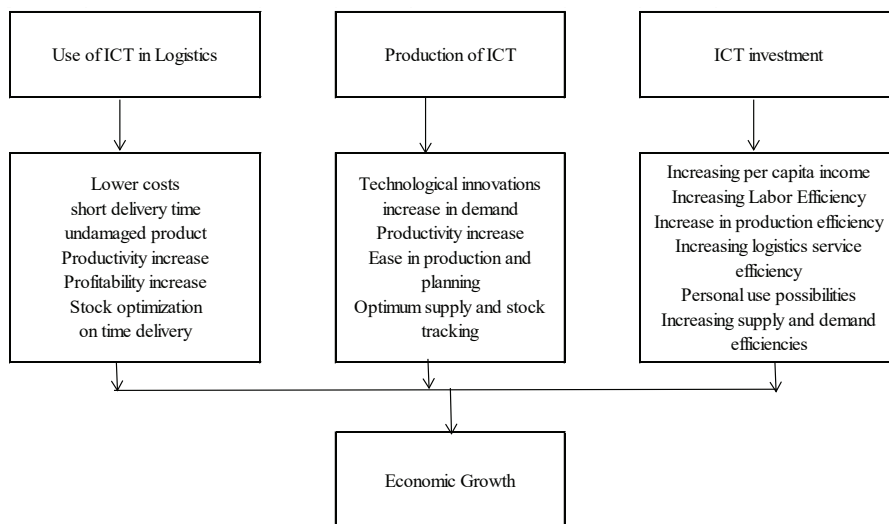 Use of ICT in Logistics
Production of ICT
ICT investment
Lower costs
short delivery time
undamaged product
Productivity increase
Profitability increase
Stock optimization
on time delivery
Technological innovations
increase in demand
Productivity increase
Ease in production and
planning
Optimum supply and stock
tracking
Increasing per capita income
Increasing Labor Efficiency
Increase in production efficiency
Increasing logistics service
efficiency
Personal use possibilities
Increasing supply and demand
efficiencies
Economic Growth